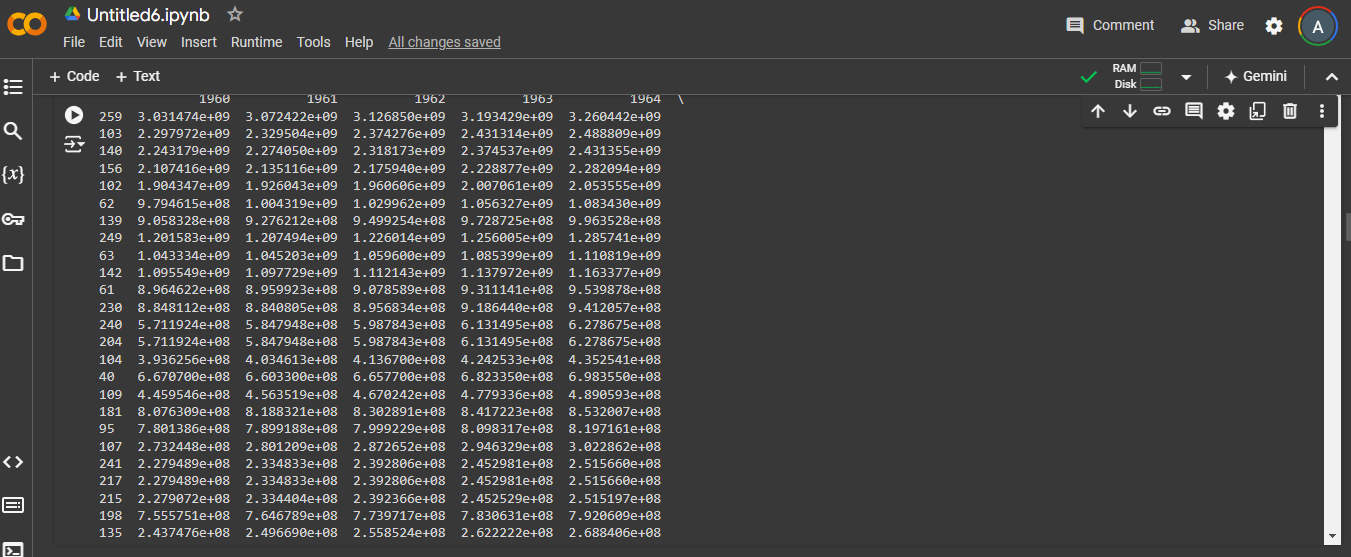 Untitled6.ipynb
File Edit View Insert Runtime Tools Help All changes saved
Comment Share A
+ Code + Text
RAM
Disk
Gemini
1960 1961 1962 1963 1964 \
259 3.031474e+09 3.072422e+09 3.126850e+09 3.193429e+09 3.260442e+09
103 2.297972e+09 2.329504e+09 2.374276e+09 2.431314e+09 2.488809e+09
140 2.243179e+09 2.274050e+09 2.318173e+09 2.374537e+09 2.431355e+09
156 2.107416e+09 2.135116e+09 2.175940e+09 2.228877e+09 2.282094e+09
102 1.904347e+09 1.926043e+09 1.960606e+09 2.007061e+09 2.053555e+09
62 9.794615e+08 1.004319e+09 1.029962e+09 1.056327e+09 1.083430e+09
139 9.058328e+08 9.276212e+08 9.499254e+08 9.728725e+08 9.963528e+08
249 1.201583e+09 1.207494e+09 1.226014e+09 1.256005e+09 1.285741e+09
63 1.043334e+09 1.045203e+09 1.059600e+09 1.085399e+09 1.110819e+09
142 1.095549e+09 1.097729e+09 1.112143e+09 1.137972e+09 1.163377e+09
61 8.964622e+08 8.959923e+08 9.078589e+08 9.311141e+08 9.539878e+08
230 8.848112e+08 8.840805e+08 8.956834e+08 9.186440e+08 9.412057e+08
240 5.711924e+08 5.847948e+08 5.987843e+08 6.131495e+08 6.278675e+08
204 5.711924e+08 5.847948e+08 5.987843e+08 6.131495e+08 6.278675e+08
104 3.936256e+08 4.034613e+08 4.136700e+08 4.242533e+08 4.352541e+08
40 6.670700e+08 6.603300e+08 6.657700e+08 6.823350e+08 6.983550e+08
109 4.459546e+08 4.563519e+08 4.670242e+08 4.779336e+08 4.890593e+08
181 8.076309e+08 8.188321e+08 8.302891e+08 8.417223e+08 8.532007e+08
95 7.801386e+08 7.899188e+08 7.999229e+08 8.098317e+08 8.197161e+08
107 2.732448e+08 2.801209e+08 2.872652e+08 2.946329e+08 3.022862e+08
241 2.279489e+08 2.334833e+08 2.392806e+08 2.452981e+08 2.515660e+08
217 2.279489e+08 2.334833e+08 2.392806e+08 2.452981e+08 2.515660e+08
215 2.279072e+08 2.334404e+08 2.392366e+08 2.452529e+08 2.515197e+08
198 7.555751e+08 7.646789e+08 7.739717e+08 7.830631e+08 7.920609e+08
135 2.437476e+08 2.496690e+08 2.558524e+08 2.622222e+08 2.688406e+08